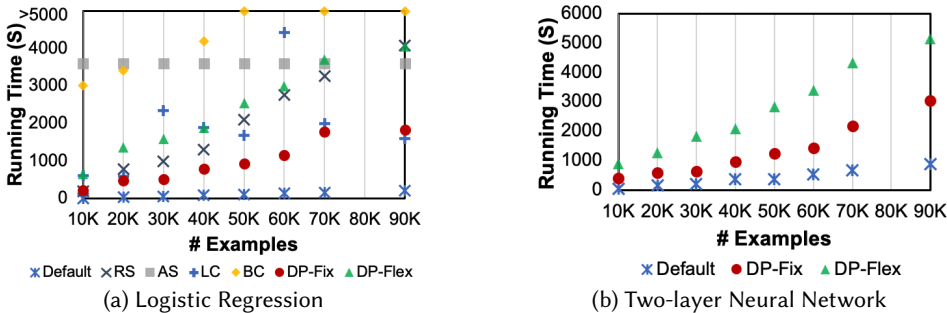 Running Time (S)
>5000
4000
3000
2000
1000
0
10K 20K 30K 40K 50K 60K 70K 80K 90K
# Examples
Default RS AS LC BC DP-Fix DP-Flex
(a) Logistic Regression
Running Time (S)
6000
5000
4000
3000
2000
1000
0
10K 20K 30K 40K 50K 60K 70K 80K 90K
# Examples
Default DP-Fix DP-Flex
(b) Two-layer Neural Network